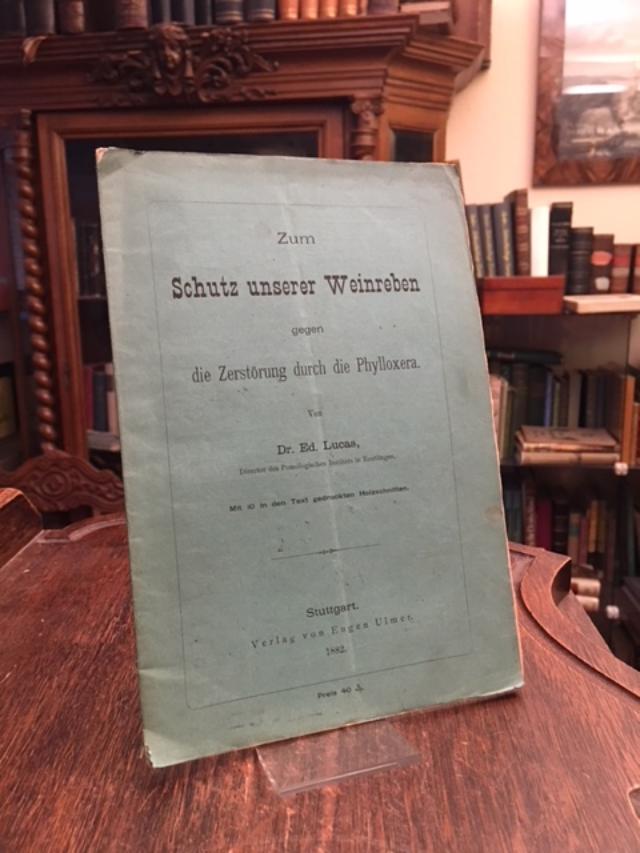 Zum
Schutz unserer Weinreben
gegen
die Zerstörung durch die Phylloxera.
Von
Dr. Ed. Lucas,
Director des Pomologischen Instituts in Reutlingen.
Mit 10 in den Text gedruckten Holzschnitten.
Stuttgart.
Verlag von Eugen Ulmer.
1882.
Preis 40 ₰.